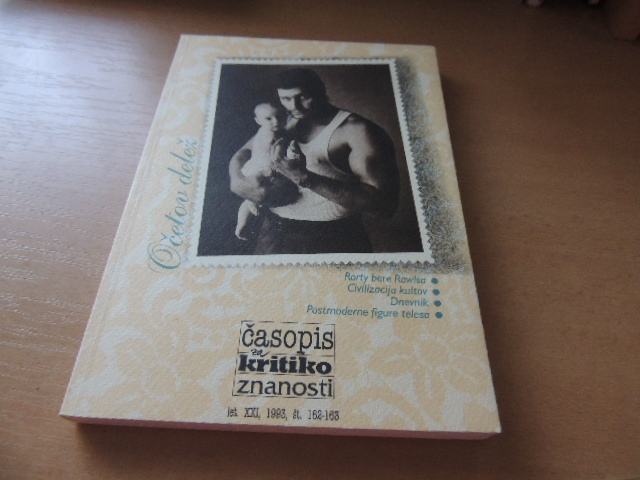 Očetov delež
Rorty bere Rawlsa
Civilizacija kultov
Dnevnik
Postmoderne figure telesa
časopis
za
kritiko
znanosti
let. XXI, 1993, št. 162-163